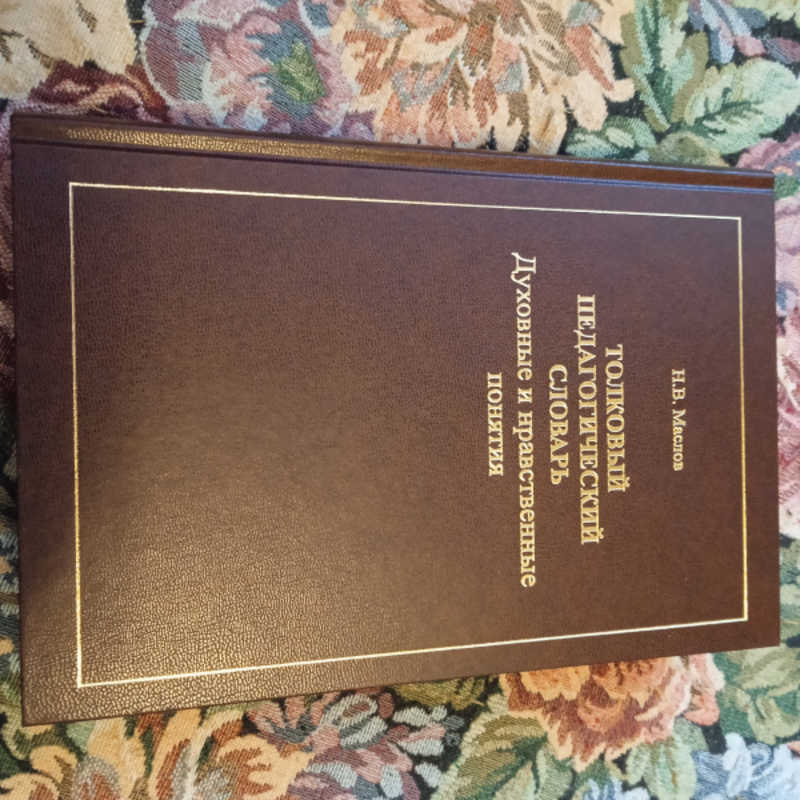 Н.В. Маслов
ТОЛКОВЫЙ
ПЕДАГОГИЧЕСКИЙ
СЛОВАРЬ
Духовные и нравственные
понятия